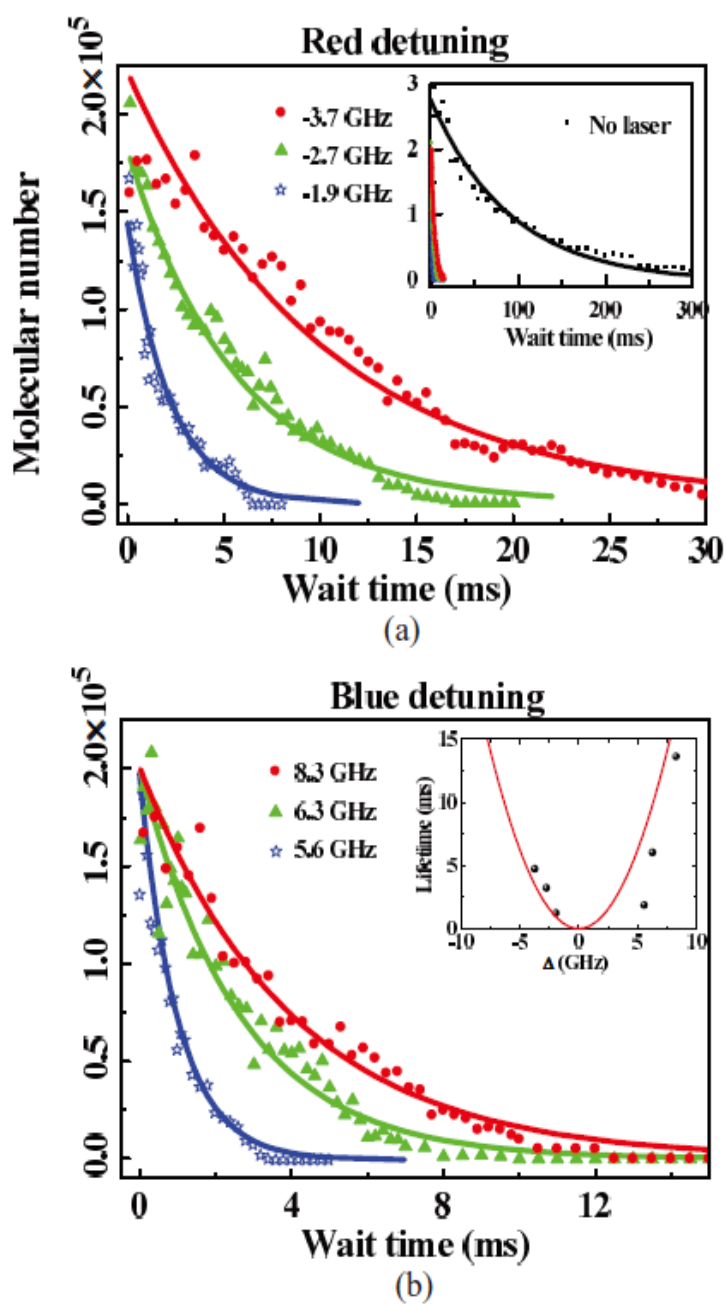 Red detuning
Molecular number
2.0×10⁵
1.5
1.0
0.5
0.0
-3.7 GHz
-2.7 GHz
-1.9 GHz
3
2
1
0
No laser
0 100 200 300
Wait time (ms)
0 5 10 15 20 25 30
Wait time (ms)
(a)
Blue detuning
2.0×10⁵
1.5
1.0
0.5
0.0
8.3 GHz
6.3 GHz
5.6 GHz
Lifetime (ms)
15
10
5
0
-10 -5 0 5 10
Δ (GHz)
0 4 8 12
Wait time (ms)
(b)